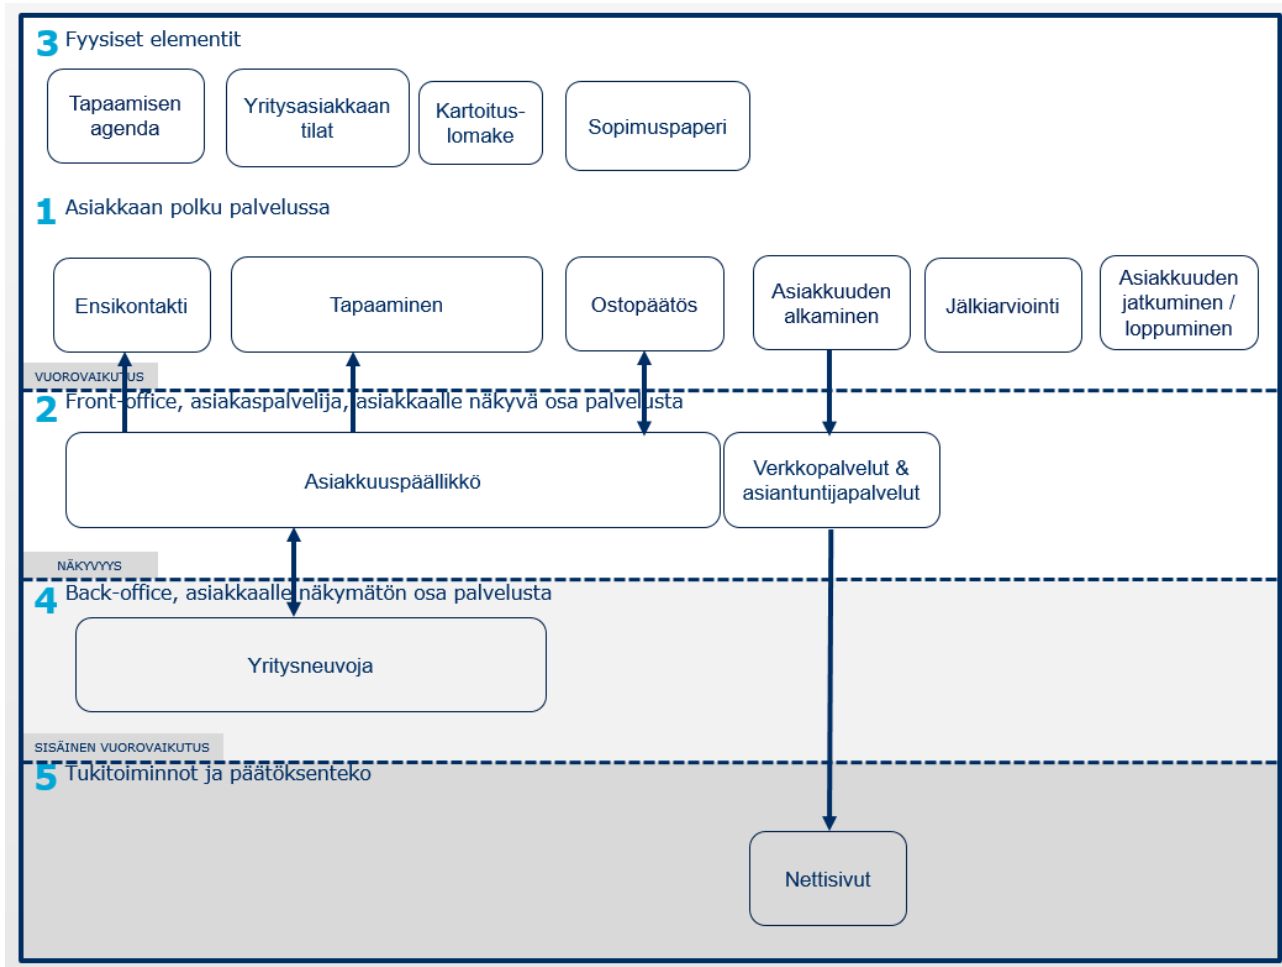 3 Fyysiset elementit
Tapaamisen
agenda
Yritysasiakkaan
tilat
Kartoitus-
lomake
Sopimuspaperi
1 Asiakkaan polku palvelussa
Ensikontakti
Tapaaminen
Ostopäätös
Asiakkuuden
alkaminen
Jälkiarviointi
Asiakkuuden
jatkuminen /
loppuminen
VUOROVAIKUTUS
2 Front-office, asiakaspalvelija, asiakkaalle näkyvä osa palvelusta
Asiakkuuspäällikkö
Verkkopalvelut &
asiantuntijapalvelut
NÄKYVYYS
4 Back-office, asiakkaalle näkymätön osa palvelusta
Yritysneuvoja
SISÄINEN VUOROVAIKUTUS
5 Tukitoiminnot ja päätöksenteko
Nettisivut